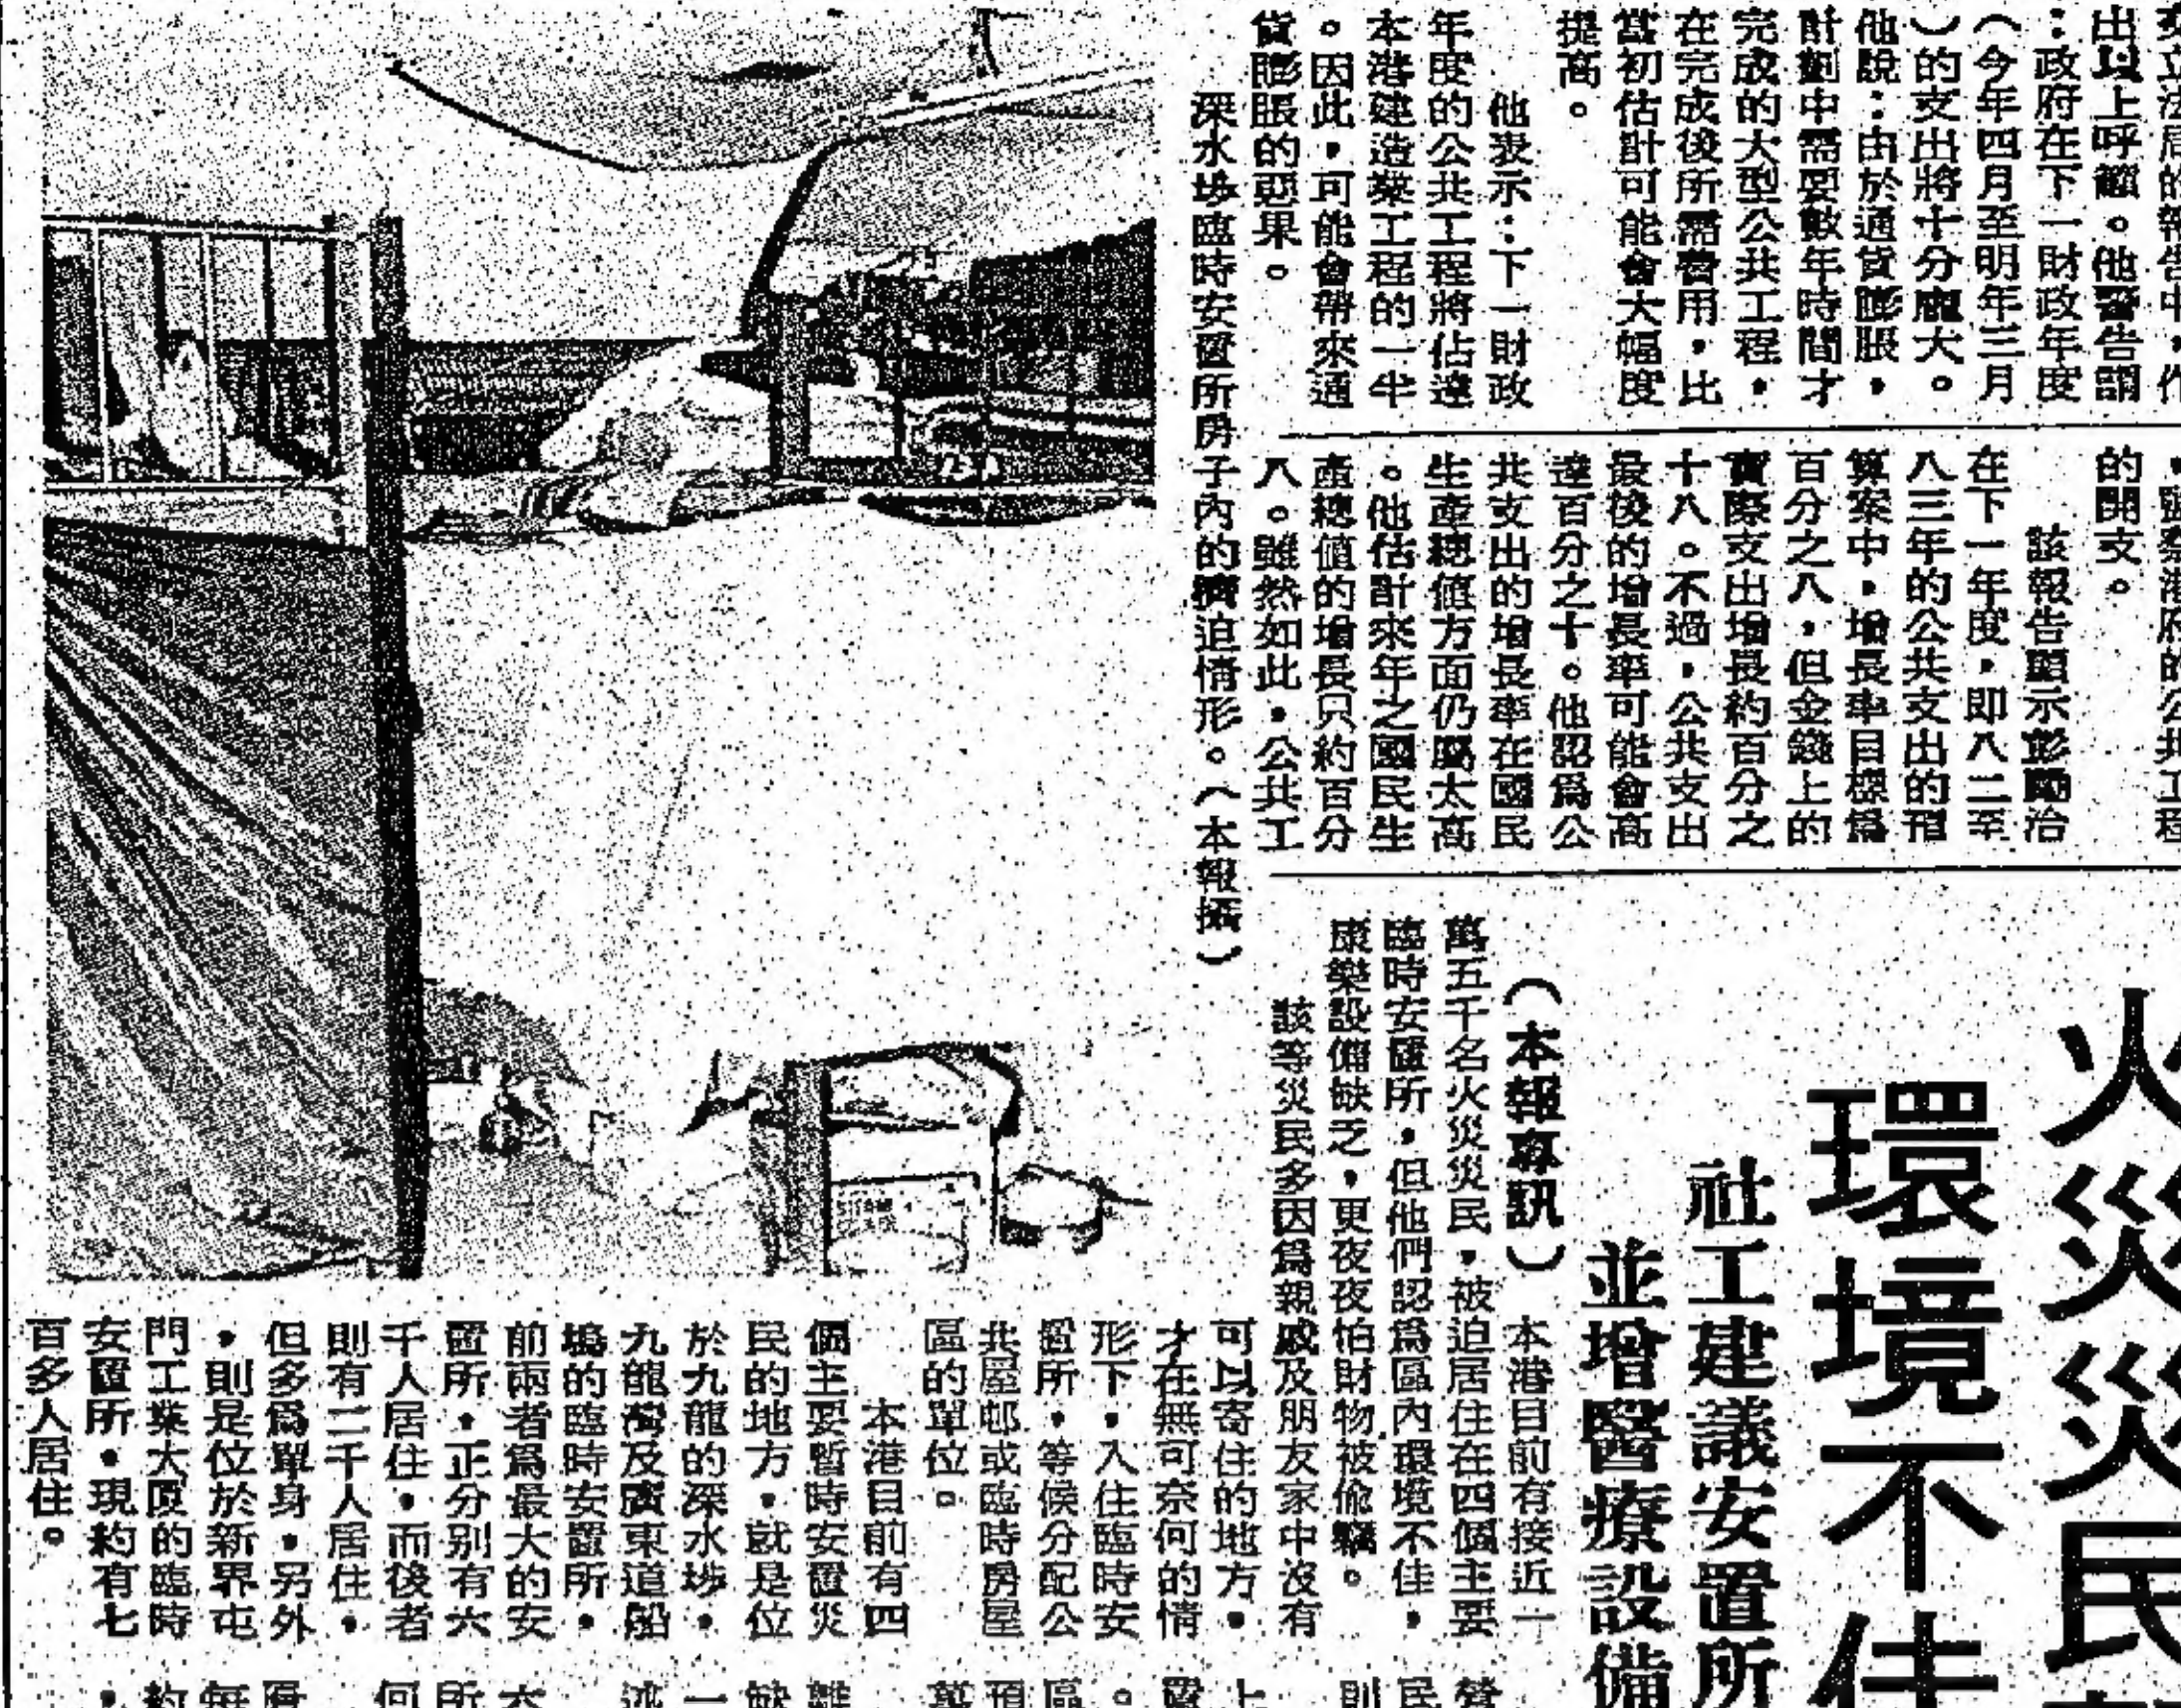 出以上呼籲。他警告謂
:政府在下一財政年度
(今年四月至明年三月
)的支出將十分龐大。
他說:由於通貨膨脹,
計劃中需要數年時間才
完成的大型公共工程,
在完成後所需費用,比
當初估計可能會大幅度
提高。
他表示:下一財政
年度的公共工程將佔達
本港建造業工程的一半
。因此,可能會帶來通
貨膨脹的惡果。
的開支。
該報告顯示彭勵治
在下一年度,即八二至
八三年的公共支出的預
算案中,增長率目標爲
百分之八,但金錢上的
實際支出增長約百分之
十八。不過,公共支出
最後的增長率可能會高
達百分之十。他認爲公
共支出的增長率在國民
生產總值方面仍屬太高
。他估計來年之國民生
產總值的增長只約百分
八。雖然如此,公共工
深水埗臨時安置所房子內的擠迫情形。(本報攝)
火災災民
環境不佳
社工建議安置所
並增醫療設備
(本報專訊)本港目前有接近一
萬五千名火災災民,被迫居住在四個主要
臨時安置所,但他們認爲區內環境不佳,
康樂設備缺乏,更夜夜怕財物被偷竊。
該等災民多因爲親戚及朋友家中沒有
可以寄住的地方,
才在無可奈何的情
形下,入住臨時安
置所,等候分配公
共屋邨或臨時房屋
區的單位。
本港目前有四
個主要暫時安置災
民的地方,就是位
於九龍的深水埗,
九龍灣及廣東道船
塢的臨時安置所,
前兩者爲最大的安
置所,正分別有六
千人居住,而後者
則有二千人居住,
但多爲單身,另外
,則是位於新界屯
門工業大厦的臨時
安置所,現約有七
百多人居住。